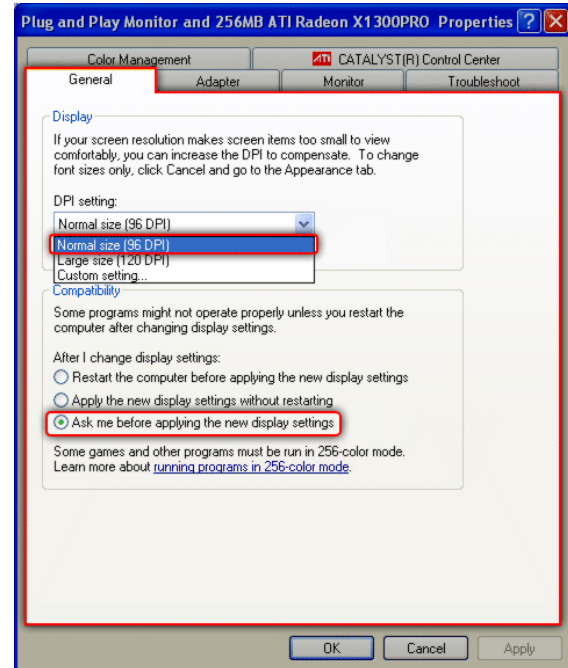 Plug and Play Monitor and 256MB ATI Radeon X1300PRO Properties
Color Management
ATI CATALYST(R) Control Center
General
Adapter
Monitor
Troubleshoot
Display
If your screen resolution makes screen items too small to view
comfortably, you can increase the DPI to compensate. To change
font sizes only, click Cancel and go to the Appearance tab.
DPI setting:
Normal size (96 DPI)
Normal size (96 DPI)
Large size (120 DPI)
Custom setting...
Compatibility
Some programs might not operate properly unless you restart the
computer after changing display settings.
After I change display settings:
Restart the computer before applying the new display settings
Apply the new display settings without restarting
Ask me before applying the new display settings
Some games and other programs must be run in 256-color mode.
Learn more about running programs in 256-color mode.
OK
Cancel
Apply